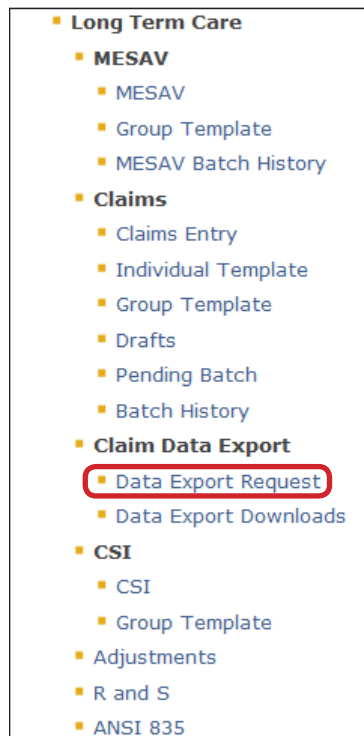 Long Term Care
MESAV
MESAV
Group Template
MESAV Batch History
Claims
Claims Entry
Individual Template
Group Template
Drafts
Pending Batch
Batch History
Claim Data Export
Data Export Request
Data Export Downloads
CSI
CSI
Group Template
Adjustments
R and S
ANSI 835